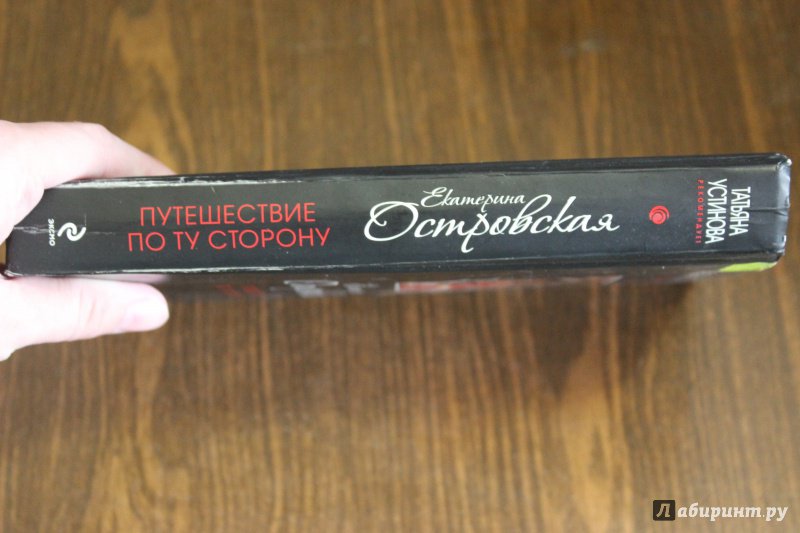 ЭКСМО
ПУТЕШЕСТВИЕ
ПО ТУ СТОРОНУ
Екатерина
Островская
ТАТЬЯНА
УСТИНОВА
РЕКОМЕНДУЕТ
Лабиринт.ру